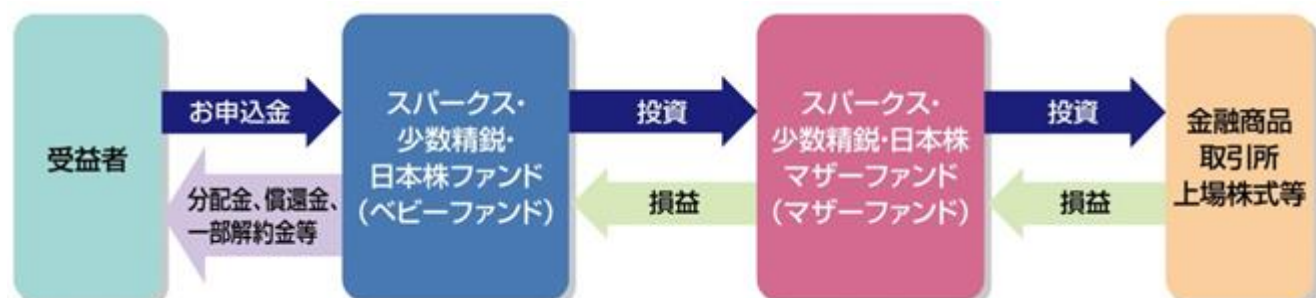 受益者
お申込金
分配金、償還金、
一部解約金等
スパークス・
少数精鋭・
日本株ファンド
(ベビーファンド)
投資
損益
スパークス・
少数精鋭・日本株
マザーファンド
(マザーファンド)
投資
損益
金融商品
取引所
上場株式等